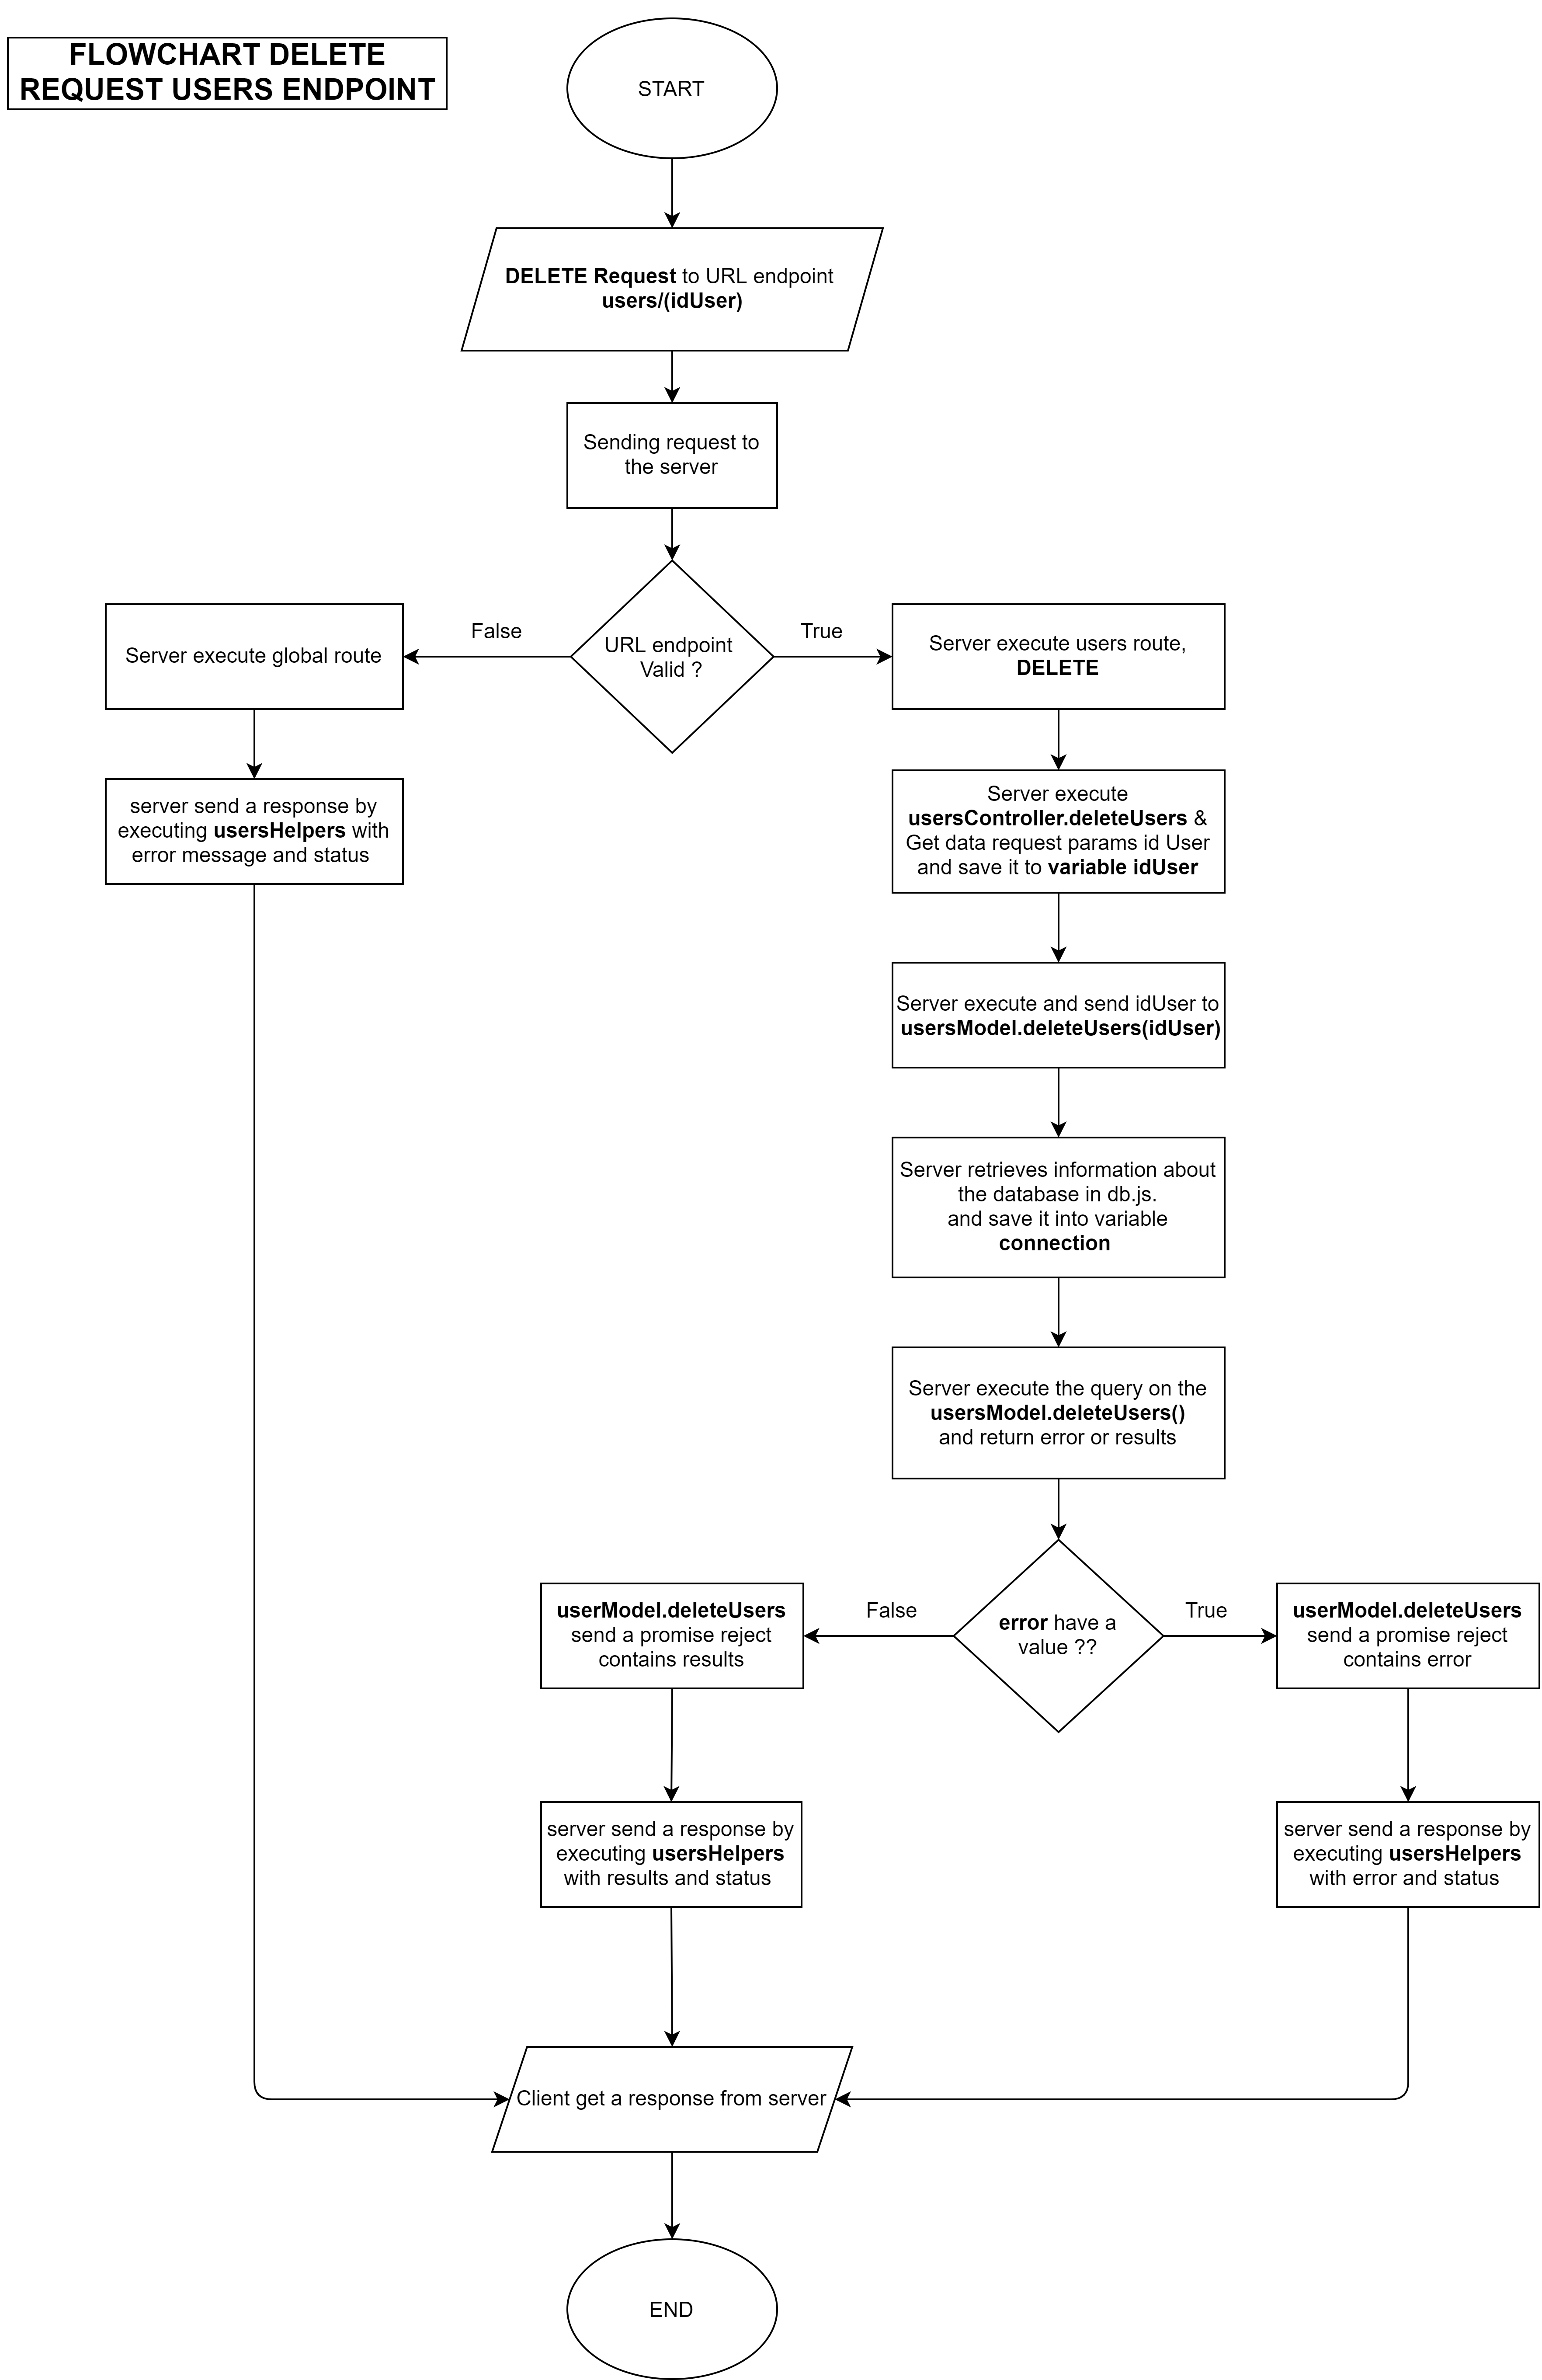 FLOWCHART DELETE
REQUEST USERS ENDPOINT
START
DELETE Request to URL endpoint
users/(idUser)
Sending request to
the server
URL endpoint
Valid ?
False
True
Server execute global route
server send a response by
executing usersHelpers with
error message and status
Server execute users route,
DELETE
Server execute
usersController.deleteUsers &
Get data request params id User
and save it to variable idUser
Server execute and send idUser to
usersModel.deleteUsers(idUser)
Server retrieves information about
the database in db.js.
and save it into variable
connection
Server execute the query on the
usersModel.deleteUsers()
and return error or results
error have a
value ??
False
True
userModel.deleteUsers
send a promise reject
contains results
userModel.deleteUsers
send a promise reject
contains error
server send a response by
executing usersHelpers
with results and status
server send a response by
executing usersHelpers
with error and status
Client get a response from server
END